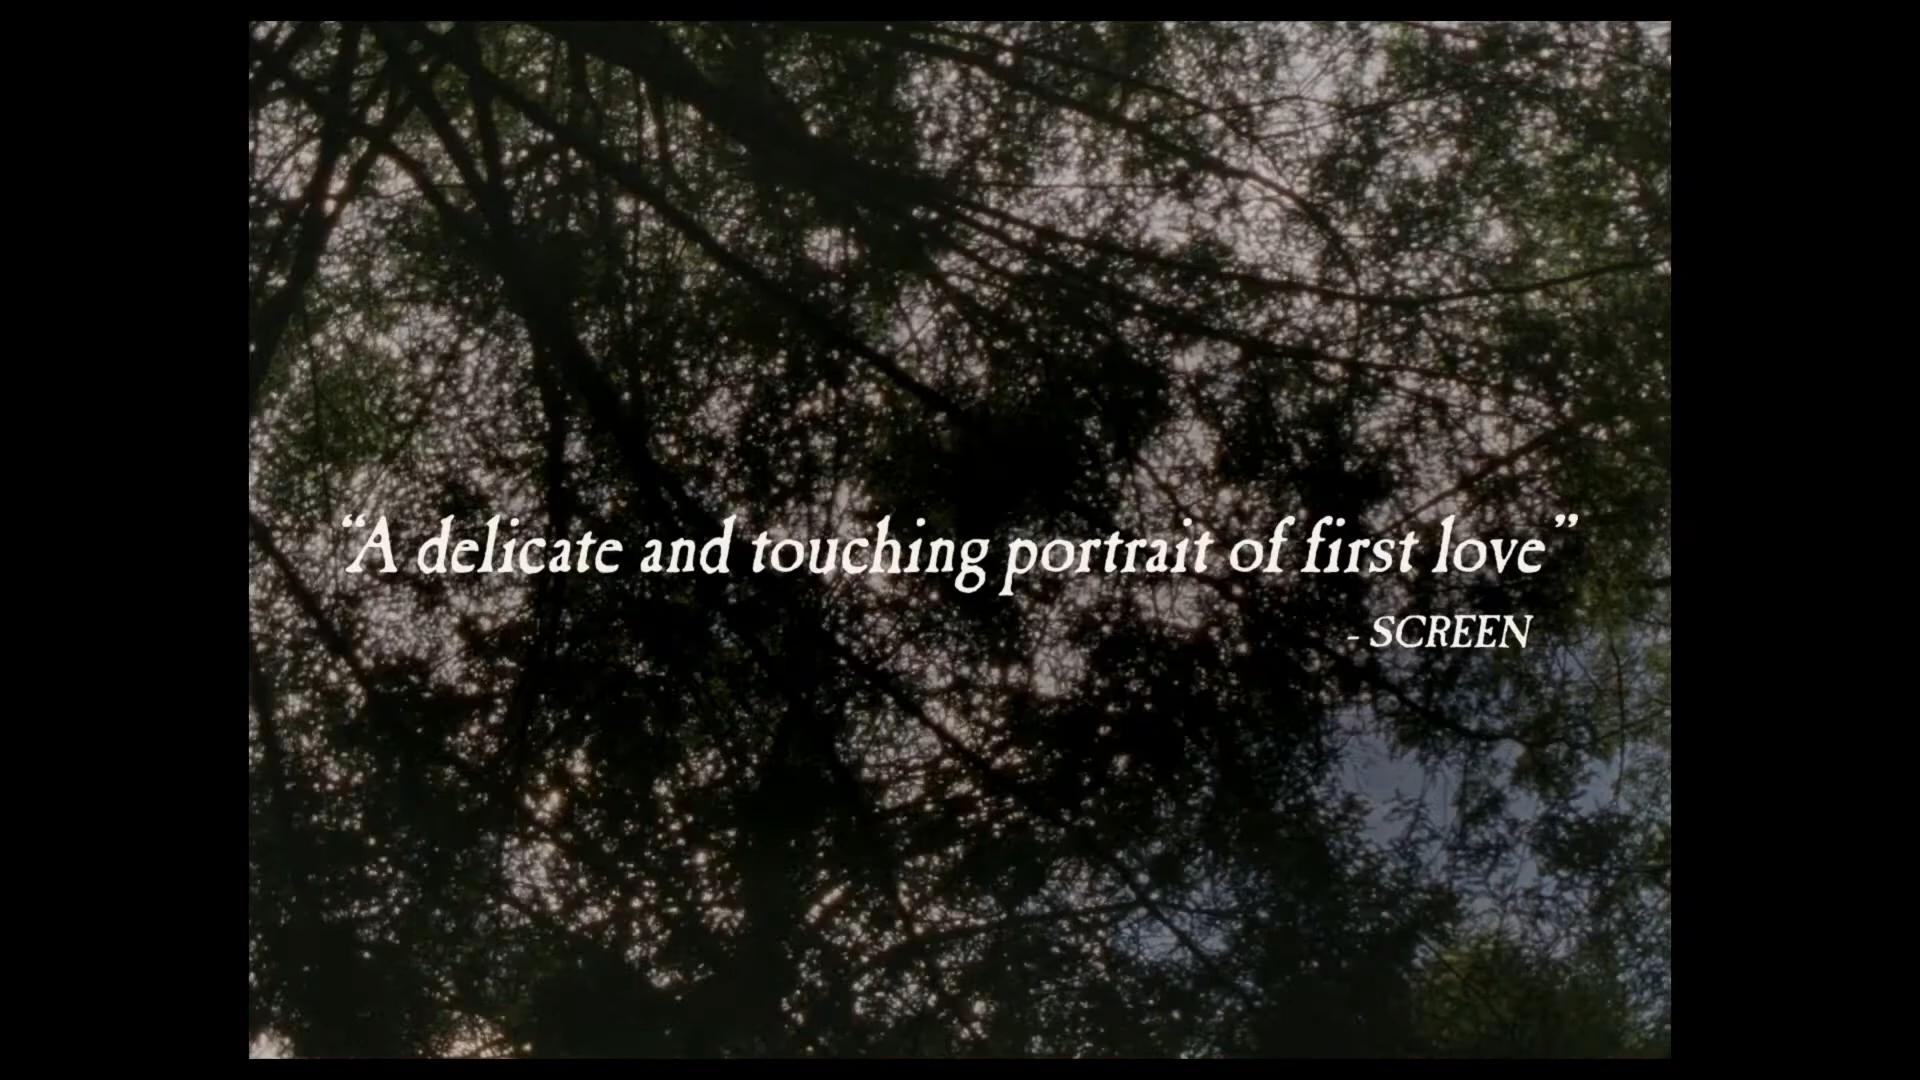 “A delicate and touching portrait of first love”
- SCREEN